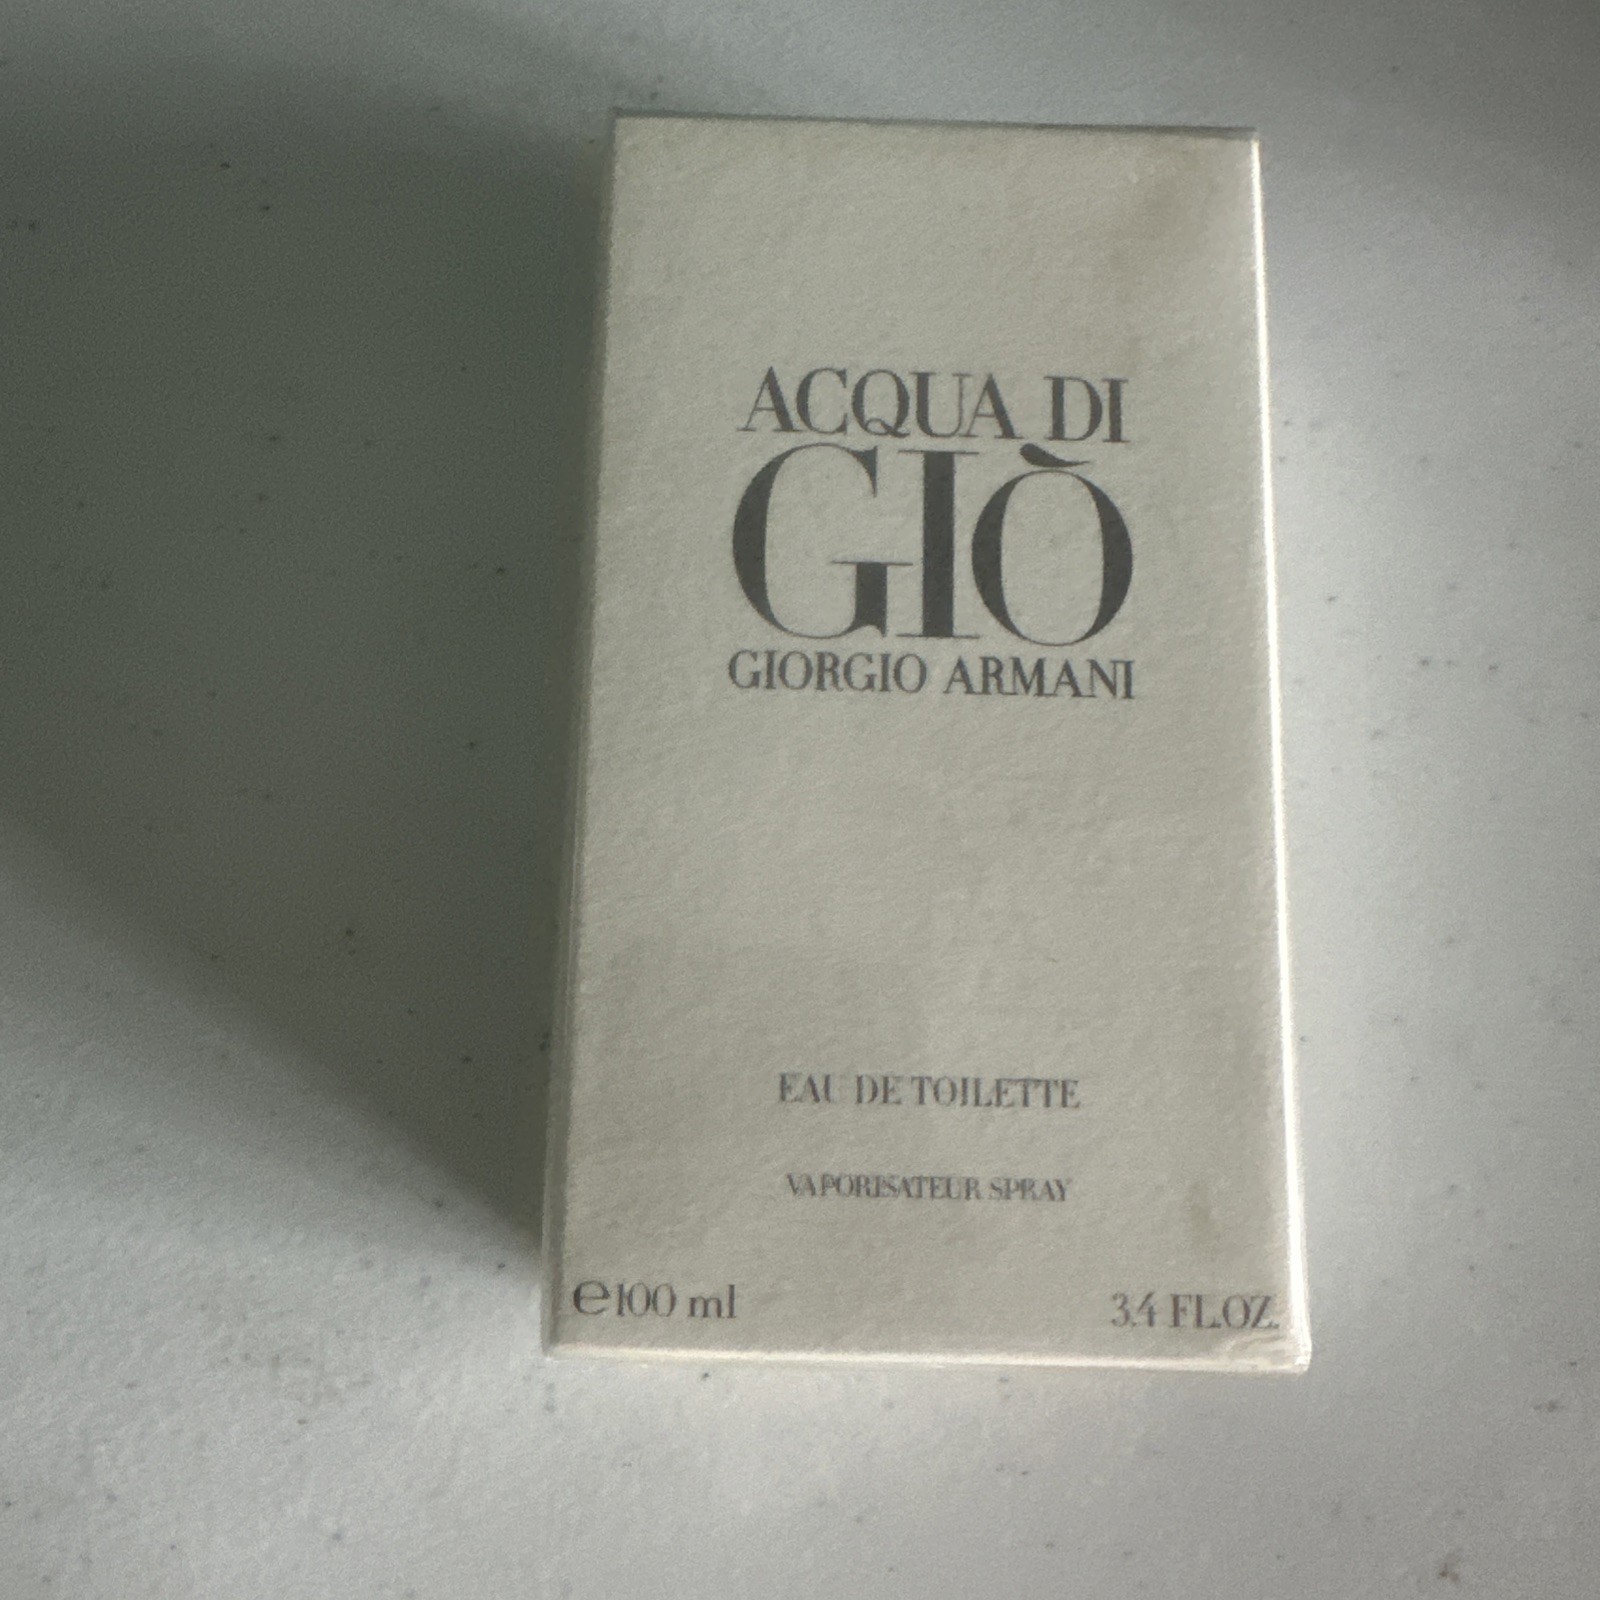 ACQUA DI
GIÒ
GIORGIO ARMANI
EAU DE TOILETTE
VAPORISATEUR SPRAY
℮100 ml 3.4 FL.OZ.